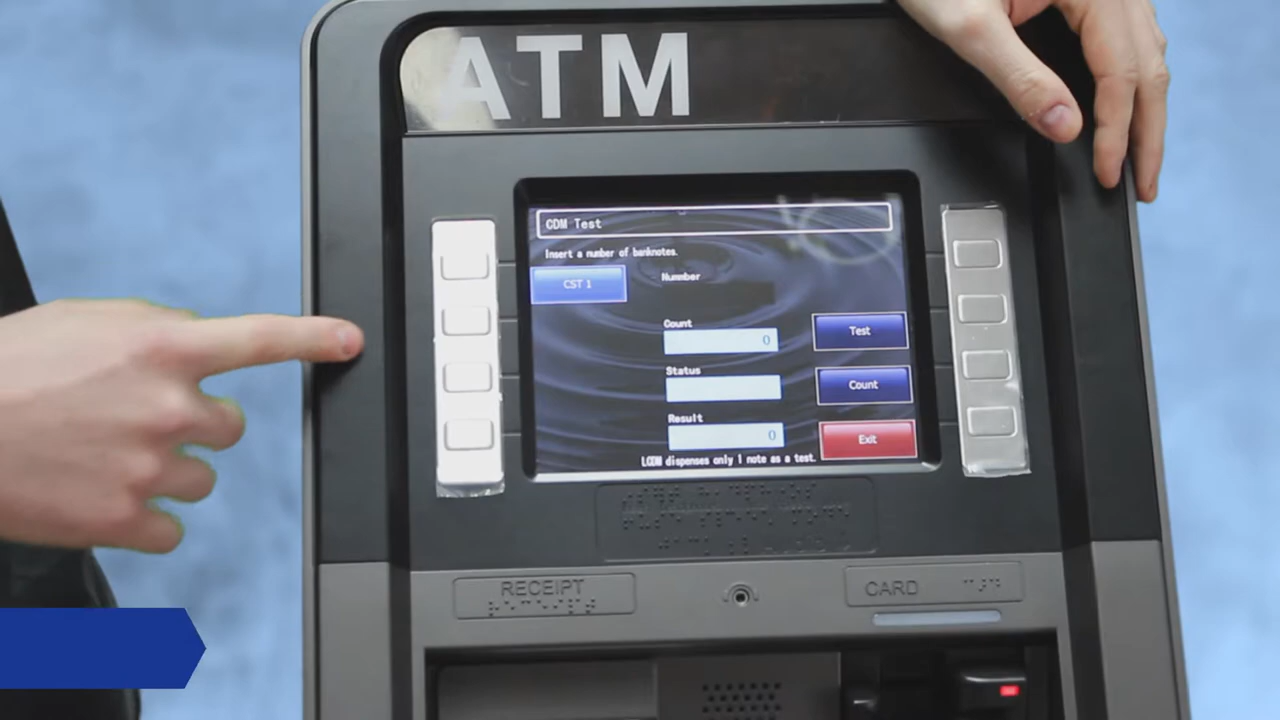 ATM
CDM Test
Insert a number of banknotes.
CST 1
Nummber
Count
0
Test
Status
Count
Result
0
Exit
LCDM dispenses only 1 note as a test.
RECEIPT
CARD